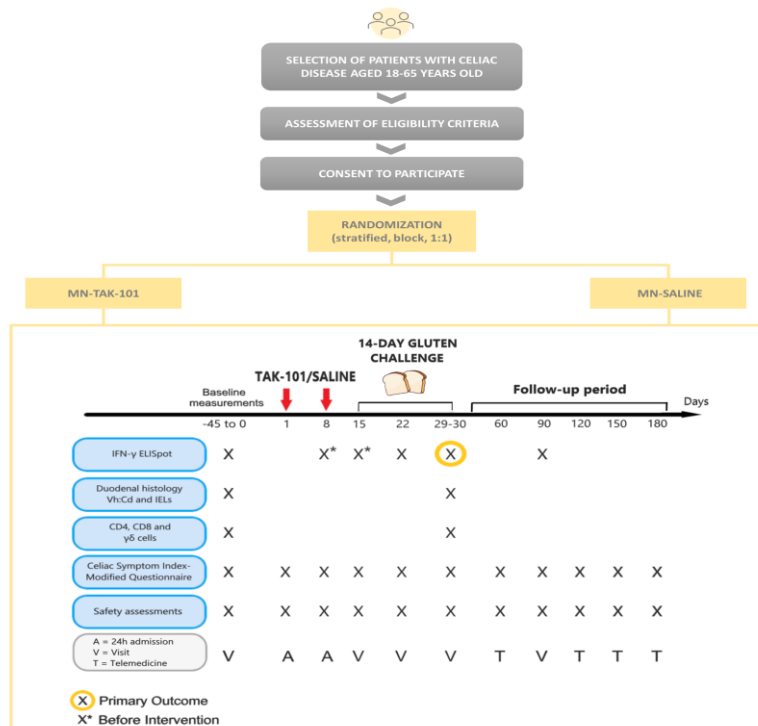 SELECTION OF PATIENTS WITH CELIAC
DISEASE AGED 18-65 YEARS OLD
ASSESSMENT OF ELIGIBILITY CRITERIA
CONSENT TO PARTICIPATE
RANDOMIZATION
(stratified, block, 1:1)
MN-TAK-101
MN-SALINE
14-DAY GLUTEN
CHALLENGE
TAK-101/SALINE
Baseline
measurements
Follow-up period
Days
-45 to 0 1 8 15 22 29-30 60 90 120 150 180
IFN-γ ELISpot X X* X* X X X
Duodenal histology
Vh:Cd and IELs
X X
CD4, CD8 and
γδ cells
X X
Celiac Symptom Index-
Modified Questionnaire
X X X X X X X X X X X
Safety assessments X X X X X X X X X X X
A = 24h admission
V = Visit
T = Telemedicine
V A A V V V T V T T T
X Primary Outcome
X* Before Intervention